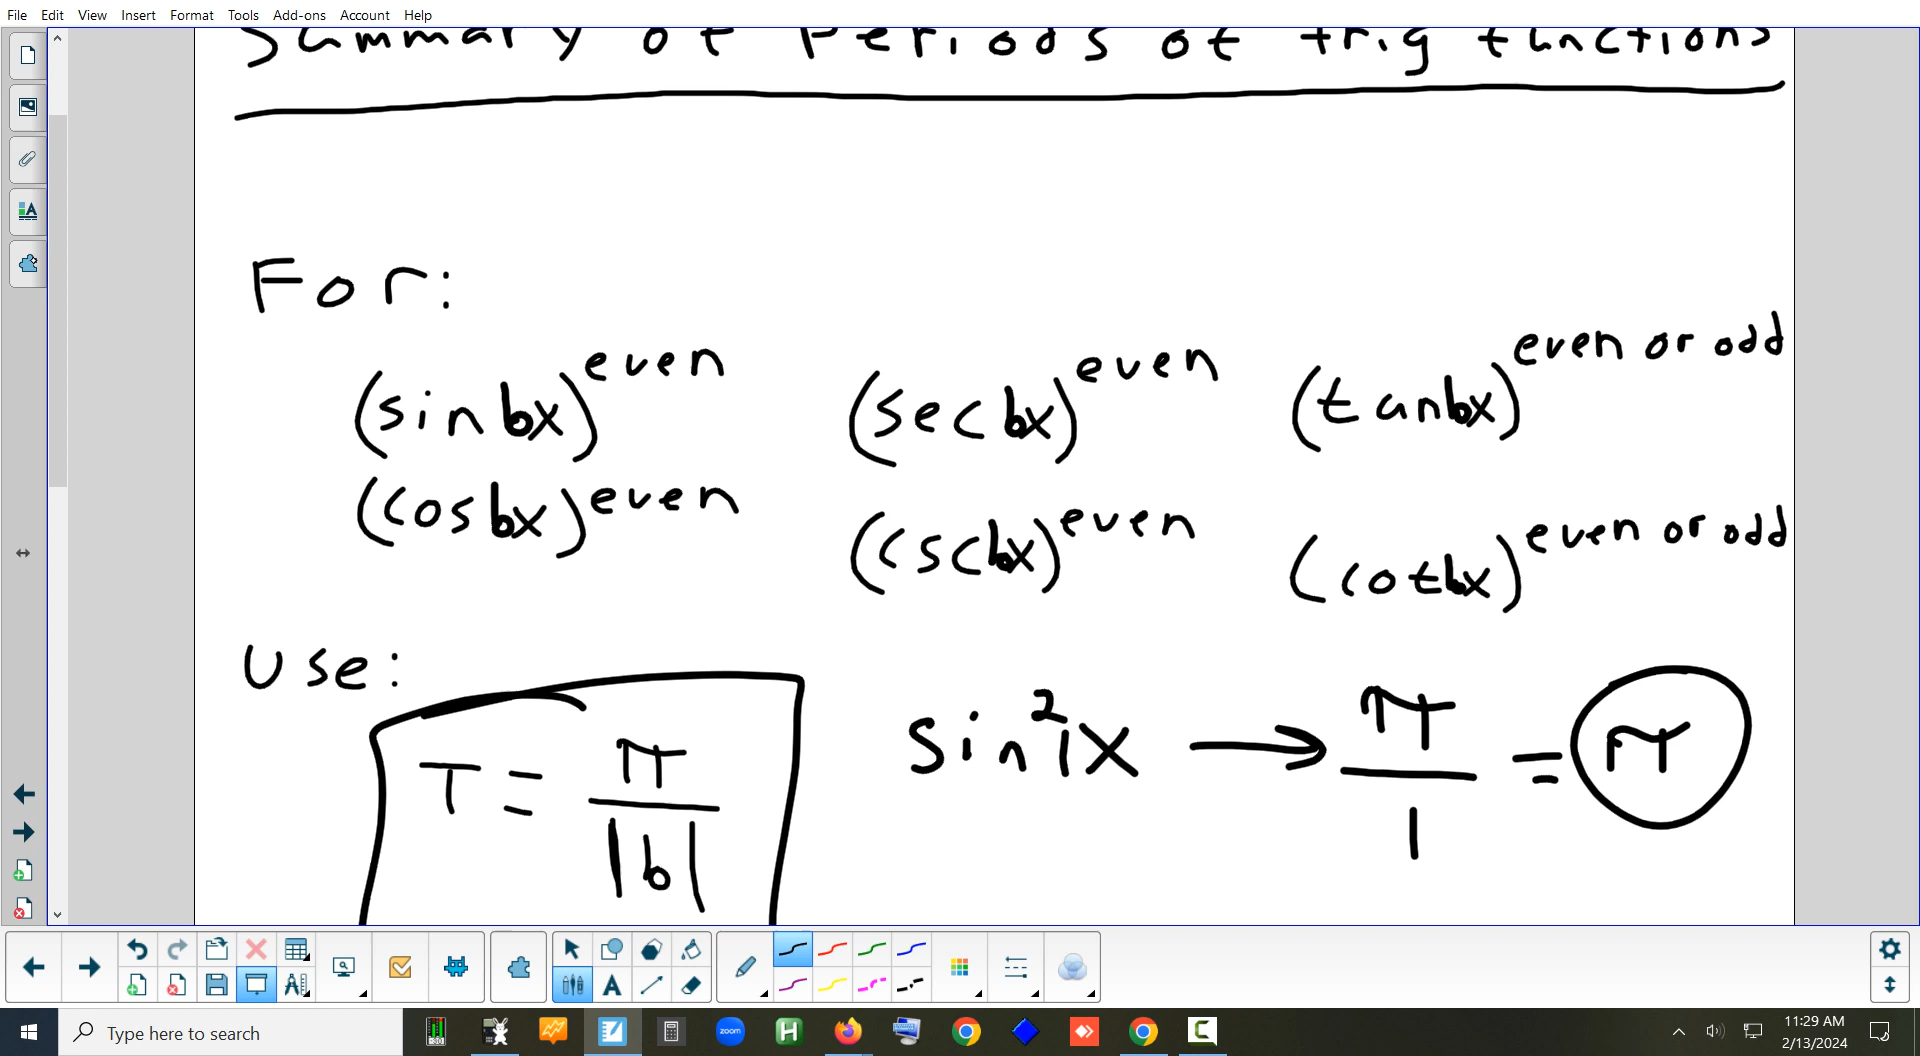 File Edit View Insert Format Tools Add-ons Account Help
Summary of Periods of trig functions
For:
(sin bx)^even (sec bx)^even (tan bx)^even or odd
(cos bx)^even (csc bx)^even (cot bx)^even or odd
Use:
T = π/|b| sin²1x → π/1 = π
A
zoom
H
C
Type here to search
11:29 AM
2/13/2024